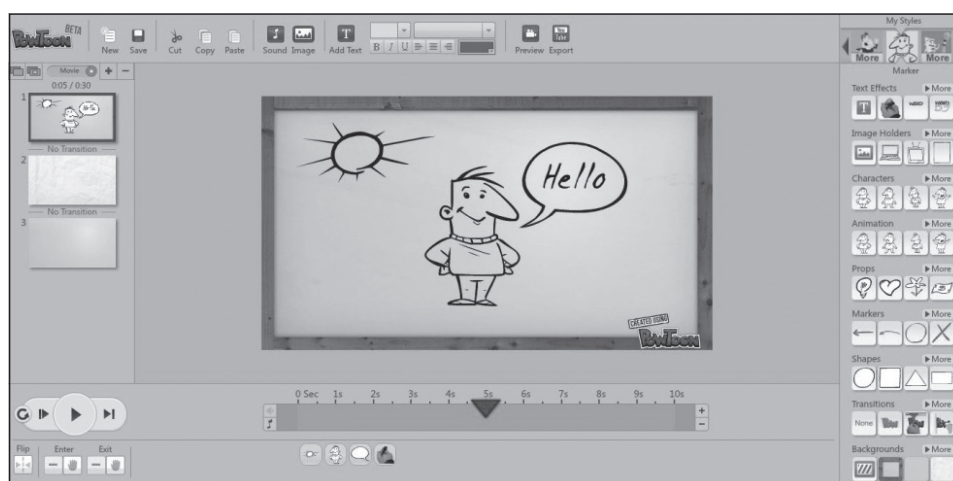 PowToon BETA
New Save Cut Copy Paste Sound Image Add Text B I U Preview Export
You Tube
My Styles
More More
Marker
Movie
0:05 / 0:30
1
No Transition
2
No Transition
3
Hello
CREATED USING
PowToon
Text Effects More
Image Holders More
Characters More
Animation More
Props More
Markers More
Shapes More
Transitions More
None
Backgrounds More
0 Sec 1s 2s 3s 4s 5s 6s 7s 8s 9s 10s
Flip Enter Exit